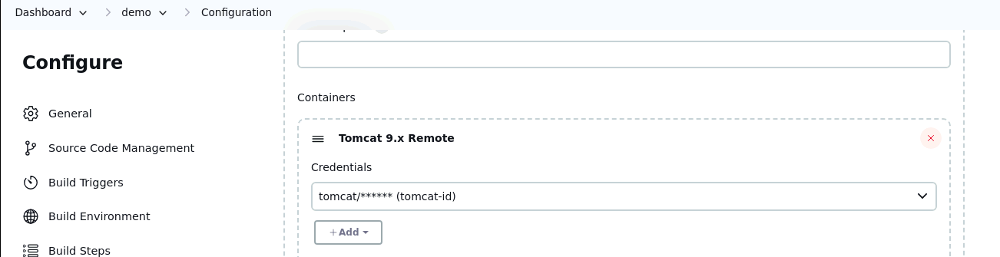 Dashboard
demo
Configuration
Configure
General
Source Code Management
Build Triggers
Build Environment
Build Steps
Containers
Tomcat 9.x Remote
Credentials
tomcat/****** (tomcat-id)
+ Add